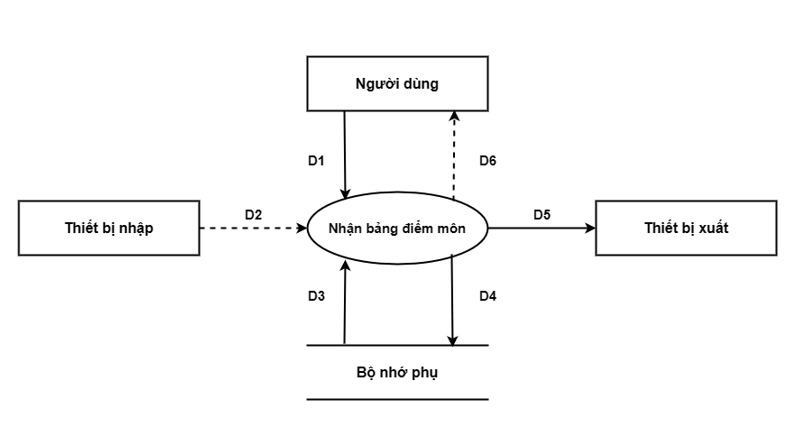 Người dùng
D1
D6
D2
D5
Thiết bị nhập
Nhận bảng điểm môn
Thiết bị xuất
D3
D4
Bộ nhớ phụ